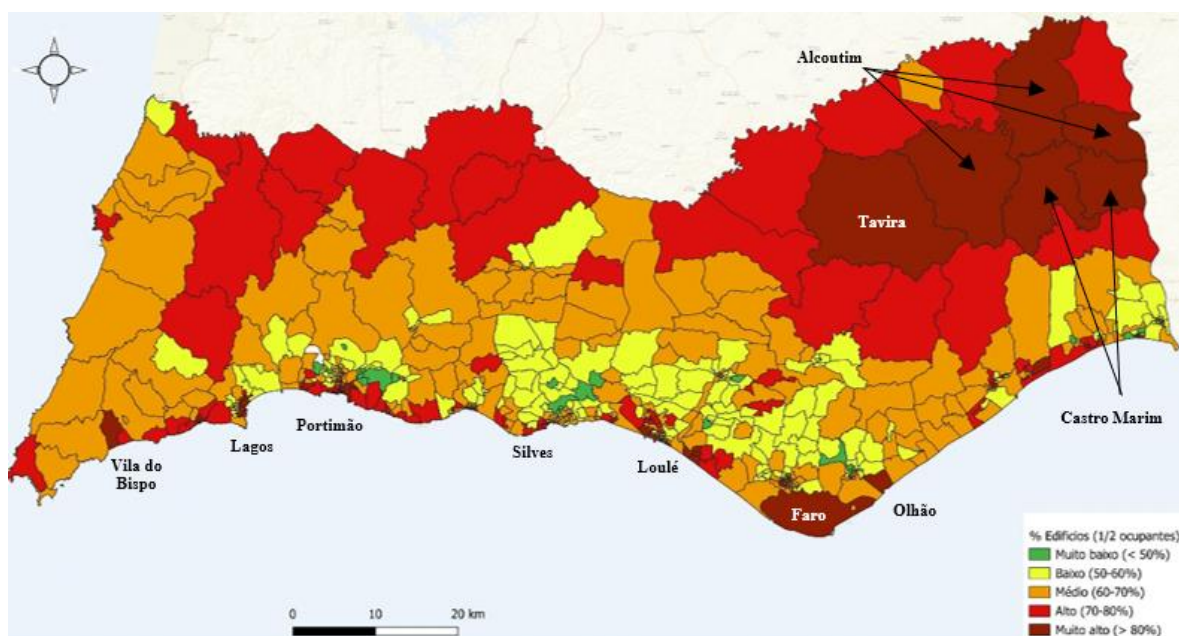 Alcoutim
Tavira
Castro Marim
Portimão
Lagos
Silves
Vila do
Bispo
Loulé
Olhão
Faro
% Edifícios (1/2 ocupantes)
Muito baixo (< 50%)
Baixo (50-60%)
Médio (60-70%)
Alto (70-80%)
Muito alto (> 80%)
0 10 20 km